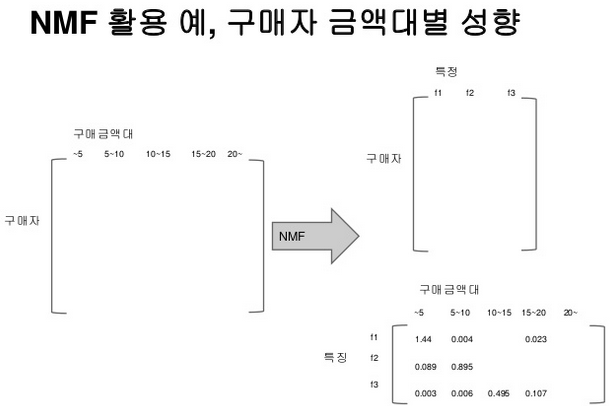 NMF 활용 예, 구매자 금액대별 성향
구매금액대
~5 5~10 10~15 15~20 20~
구매자
NMF
특정
f1 f2 f3
구매자
구매금액대
~5 5~10 10~15 15~20 20~
특징
f1 1.44 0.004 0.023
f2 0.089 0.895
f3 0.003 0.006 0.495 0.107